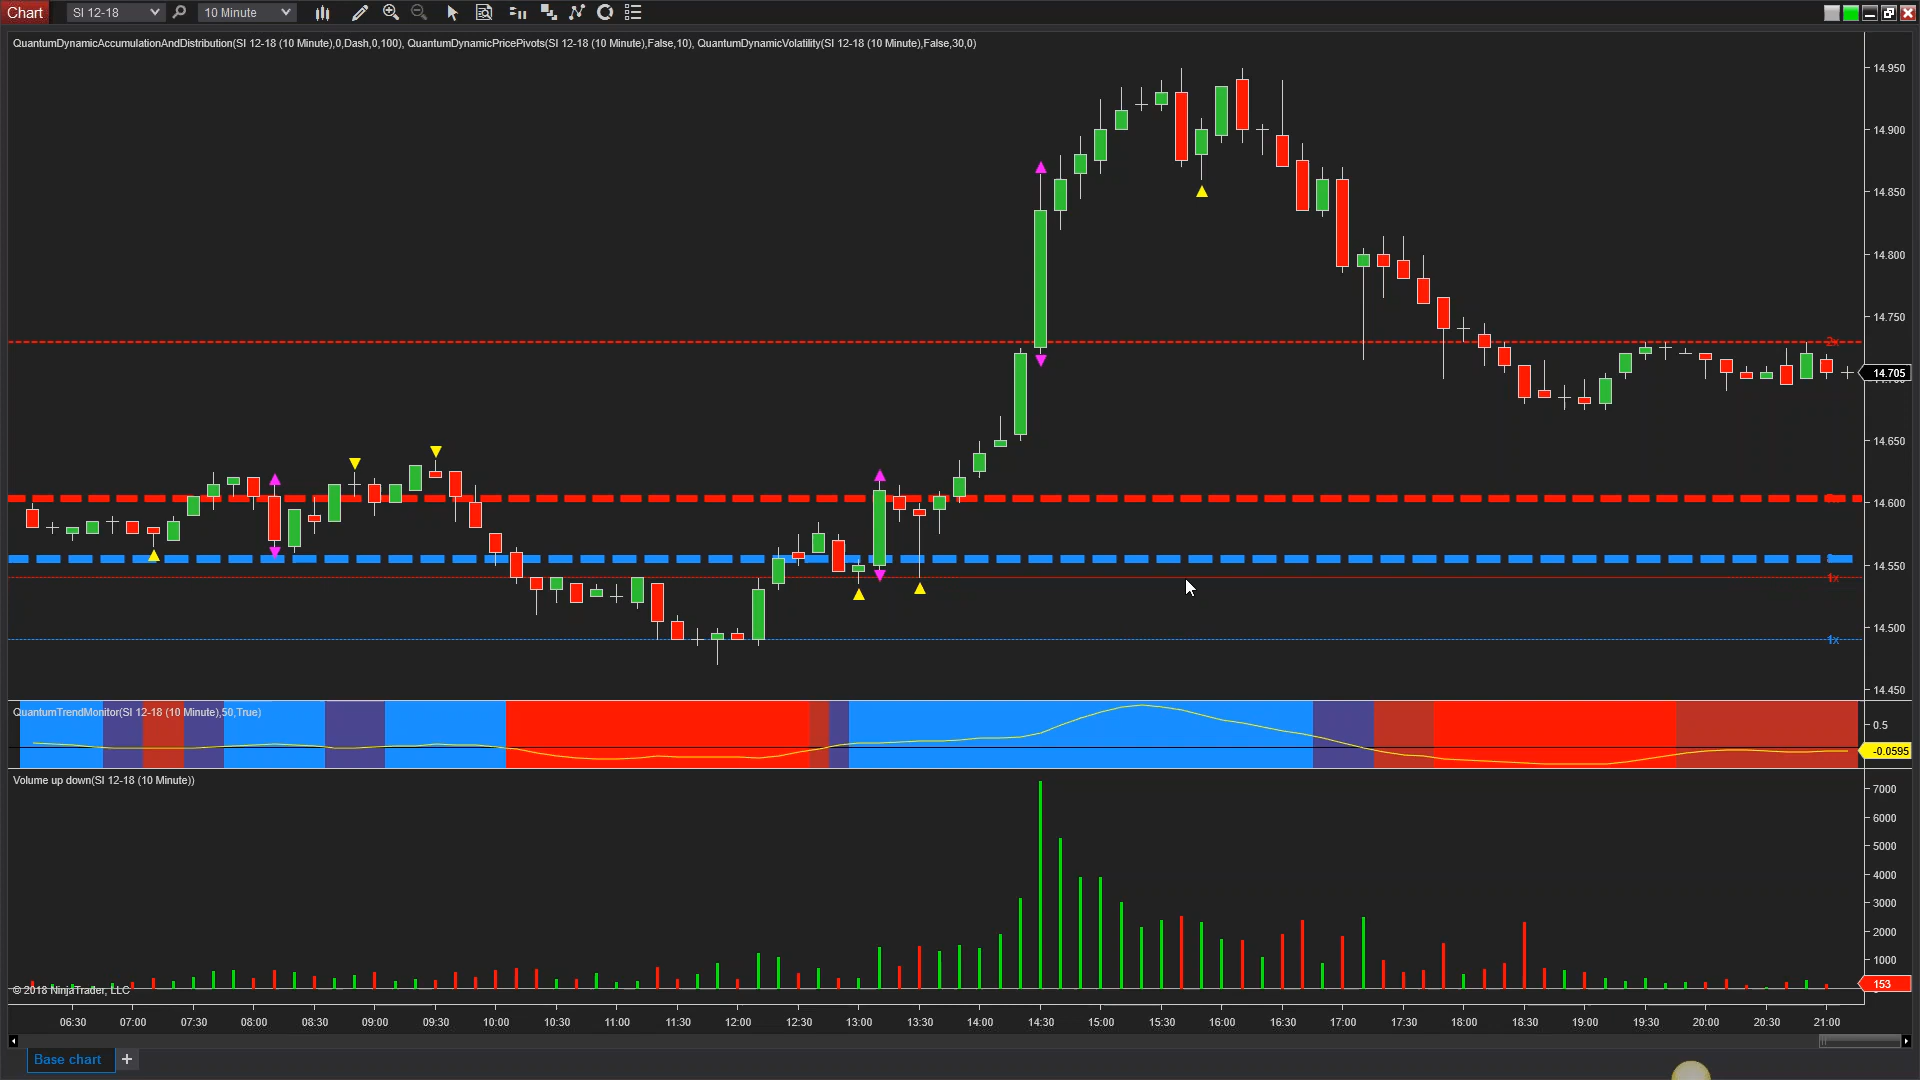 Chart SI 12-18 10 Minute
QuantumDynamicAccumulationAndDistribution(SI 12-18 (10 Minute),0,Dash,0,100), QuantumDynamicPricePivots(SI 12-18 (10 Minute),False,10), QuantumDynamicVolatility(SI 12-18 (10 Minute),False,30,0)
14.950
14.900
14.850
14.800
14.750
2x
14.705
14.650
14.600
14.550
1x
14.500
1x
14.450
QuantumTrendMonitor(SI 12-18 (10 Minute),50,True)
0.5
-0.0595
Volume up down(SI 12-18 (10 Minute))
7000
6000
5000
4000
3000
2000
1000
153
© 2018 NinjaTrader, LLC
06:30 07:00 07:30 08:00 08:30 09:00 09:30 10:00 10:30 11:00 11:30 12:00 12:30 13:00 13:30 14:00 14:30 15:00 15:30 16:00 16:30 17:00 17:30 18:00 18:30 19:00 19:30 20:00 20:30 21:00
Base chart +